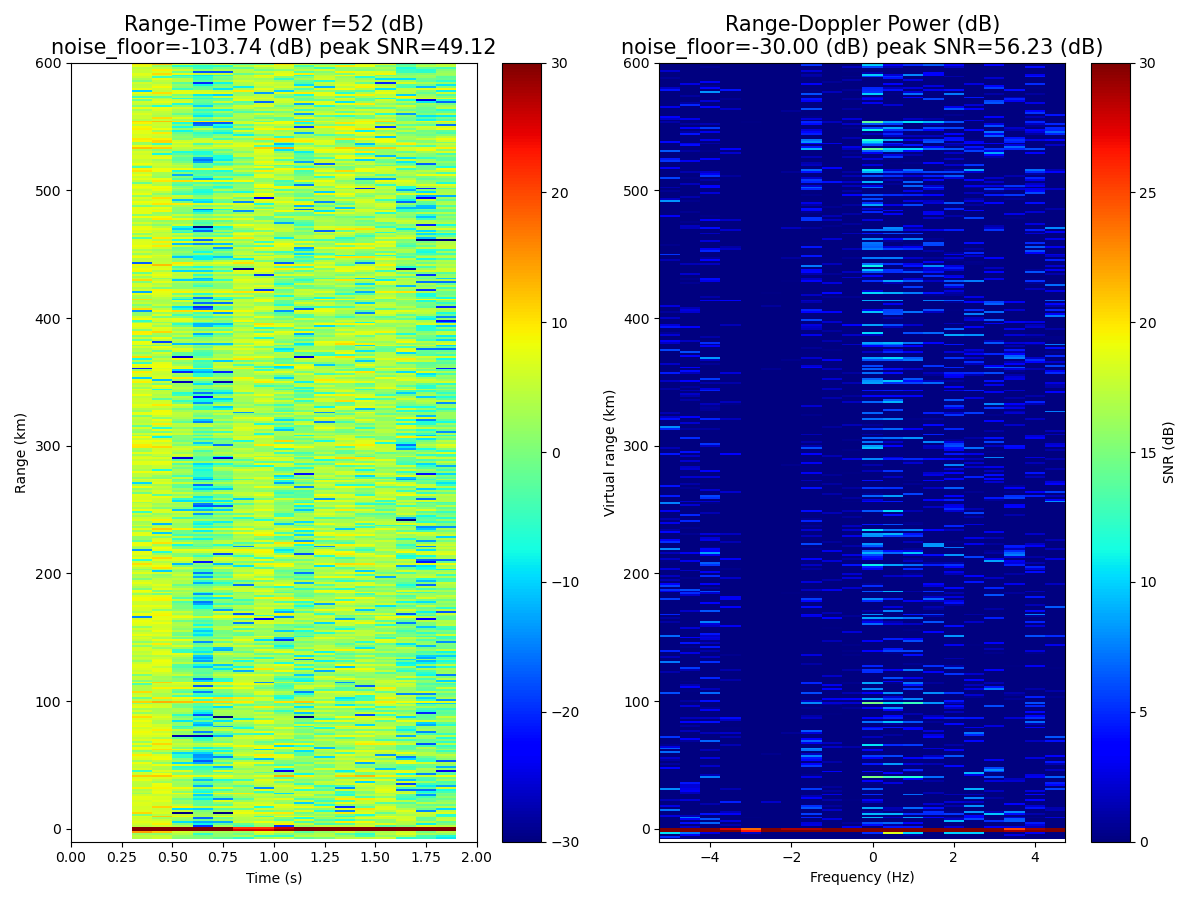 Range-Time Power f=52 (dB)
noise_floor=-103.74 (dB) peak SNR=49.12
Range (km)
600
500
400
300
200
100
0
0.00 0.25 0.50 0.75 1.00 1.25 1.50 1.75 2.00
Time (s)
30
20
10
0
−10
−20
−30
Range-Doppler Power (dB)
noise_floor=-30.00 (dB) peak SNR=56.23 (dB)
Virtual range (km)
600
500
400
300
200
100
0
−4 −2 0 2 4
Frequency (Hz)
30
25
20
15
10
5
0
SNR (dB)